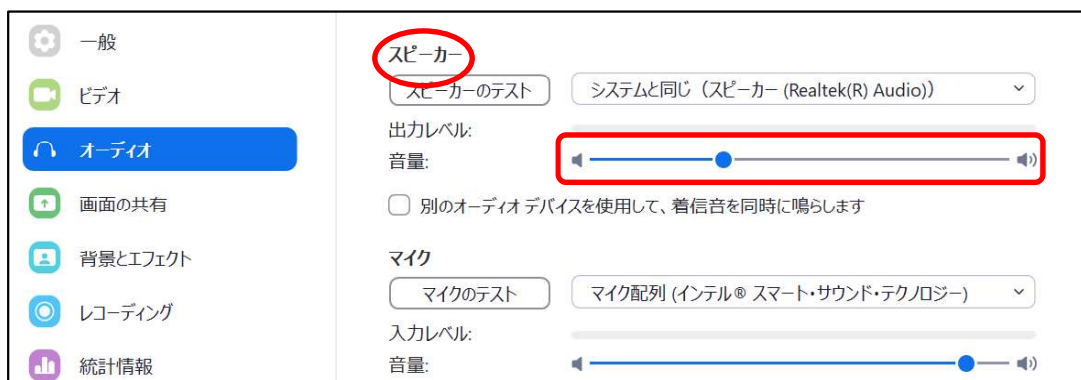 一般
ビデオ
オーディオ
画面の共有
背景とエフェクト
レコーディング
統計情報
スピーカー
スピーカーのテスト
システムと同じ (スピーカー (Realtek(R) Audio))
出力レベル:
音量:
別のオーディオ デバイスを使用して、着信音を同時に鳴らします
マイク
マイクのテスト
マイク配列 (インテル® スマート・サウンド・テクノロジー)
入力レベル:
音量: